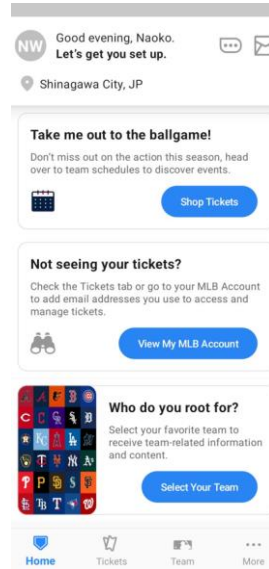 NW
Good evening, Naoko.
Let's get you set up.
Shinagawa City, JP
Take me out to the ballgame!
Don't miss out on the action this season, head
over to team schedules to discover events.
Shop Tickets
Not seeing your tickets?
Check the Tickets tab or go to your MLB Account
to add email addresses you use to access and
manage tickets.
View My MLB Account
Who do you root for?
Select your favorite team to
receive team-related information
and content.
Select Your Team
Home
Tickets
Team
More